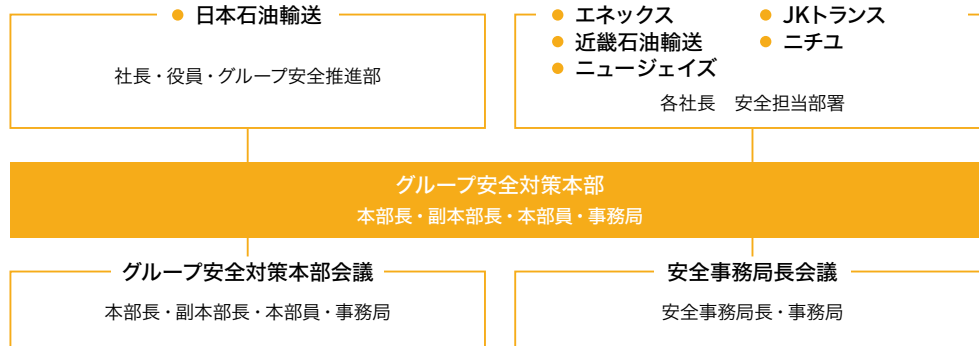 日本石油輸送
社長・役員・グループ安全推進部
エネックス
JKトランス
近畿石油輸送
ニチユ
ニュージェイズ
各社長 安全担当部署
グループ安全対策本部
本部長・副本部長・本部員・事務局
グループ安全対策本部会議
本部長・副本部長・本部員・事務局
安全事務局長会議
安全事務局長・事務局